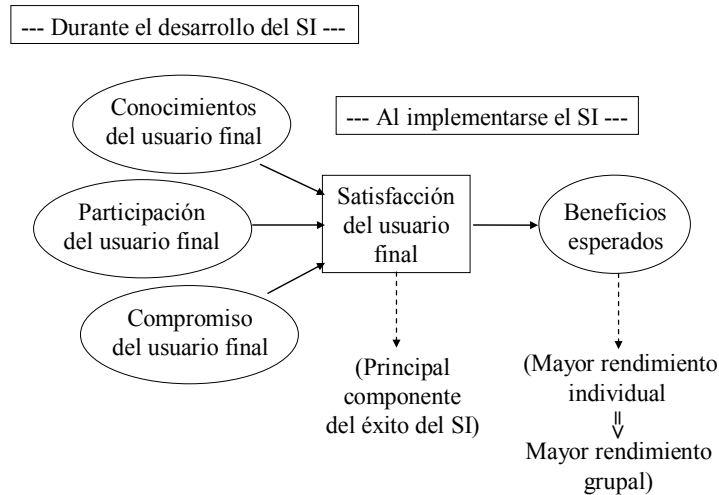 --- Durante el desarrollo del SI ---
Conocimientos
del usuario final
--- Al implementarse el SI ---
Participación
del usuario final
Satisfacción
del usuario
final
Beneficios
esperados
Compromiso
del usuario final
(Principal
componente
del éxito del SI)
(Mayor rendimiento
individual
Mayor rendimiento
grupal)